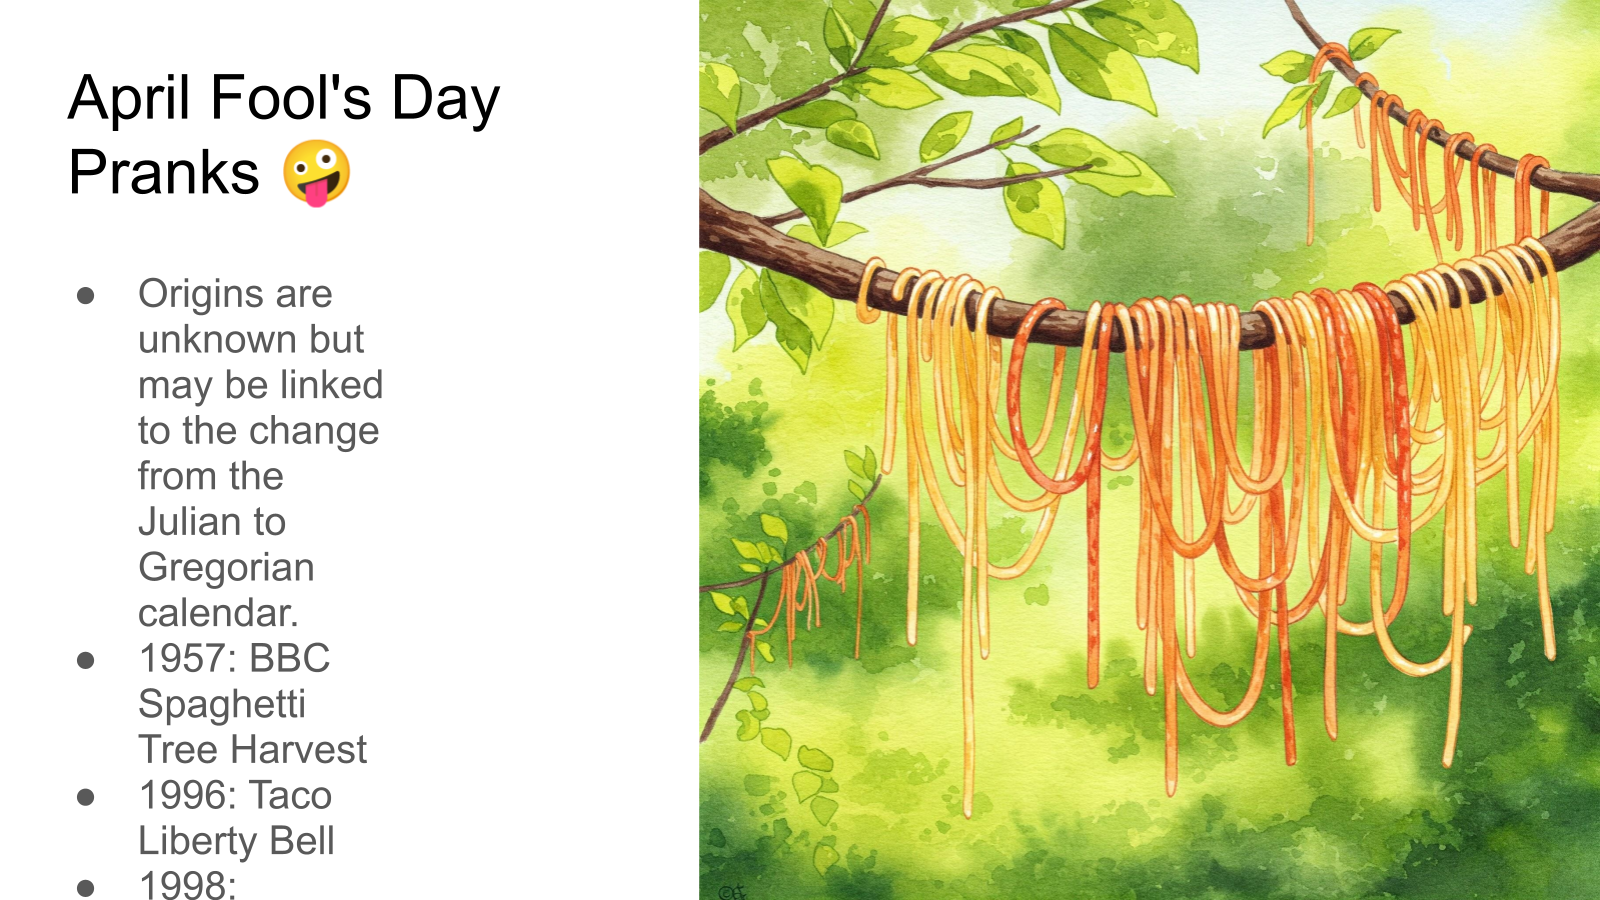 April Fool's Day
Pranks 🤪
● Origins are
unknown but
may be linked
to the change
from the
Julian to
Gregorian
calendar.
● 1957: BBC
Spaghetti
Tree Harvest
● 1996: Taco
Liberty Bell
● 1998: